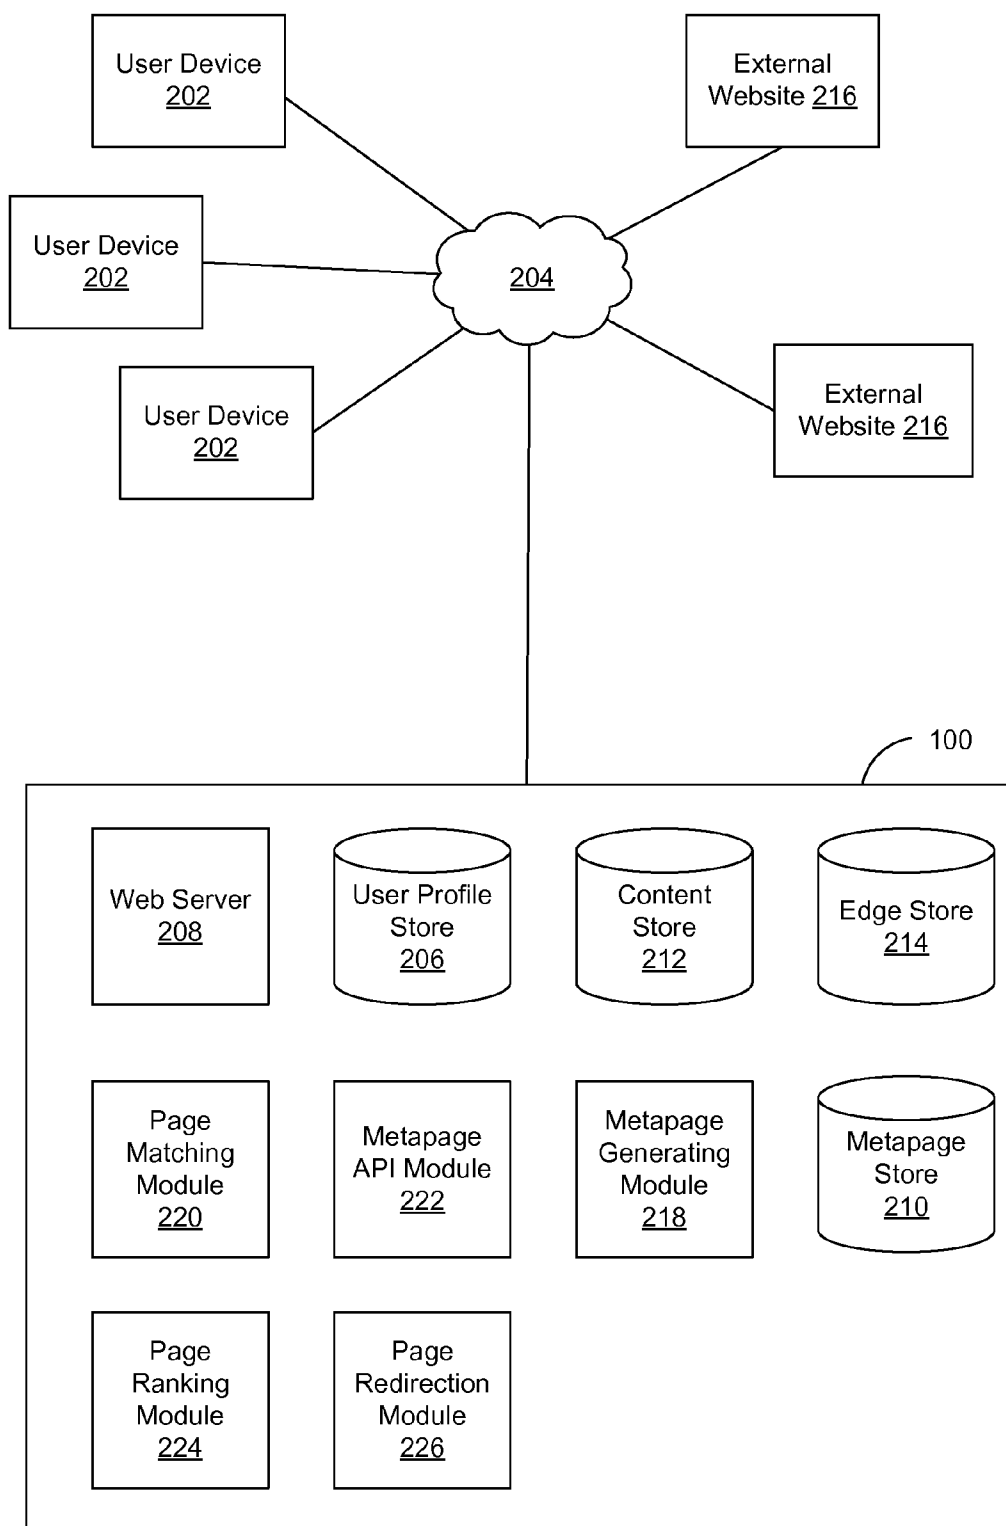 User Device
202
External
Website 216
User Device
202
204
User Device
202
External
Website 216
100
Web Server
208
User Profile
Store
206
Content
Store
212
Edge Store
214
Page
Matching
Module
220
Metapage
API Module
222
Metapage
Generating
Module
218
Metapage
Store
210
Page
Ranking
Module
224
Page
Redirection
Module
226